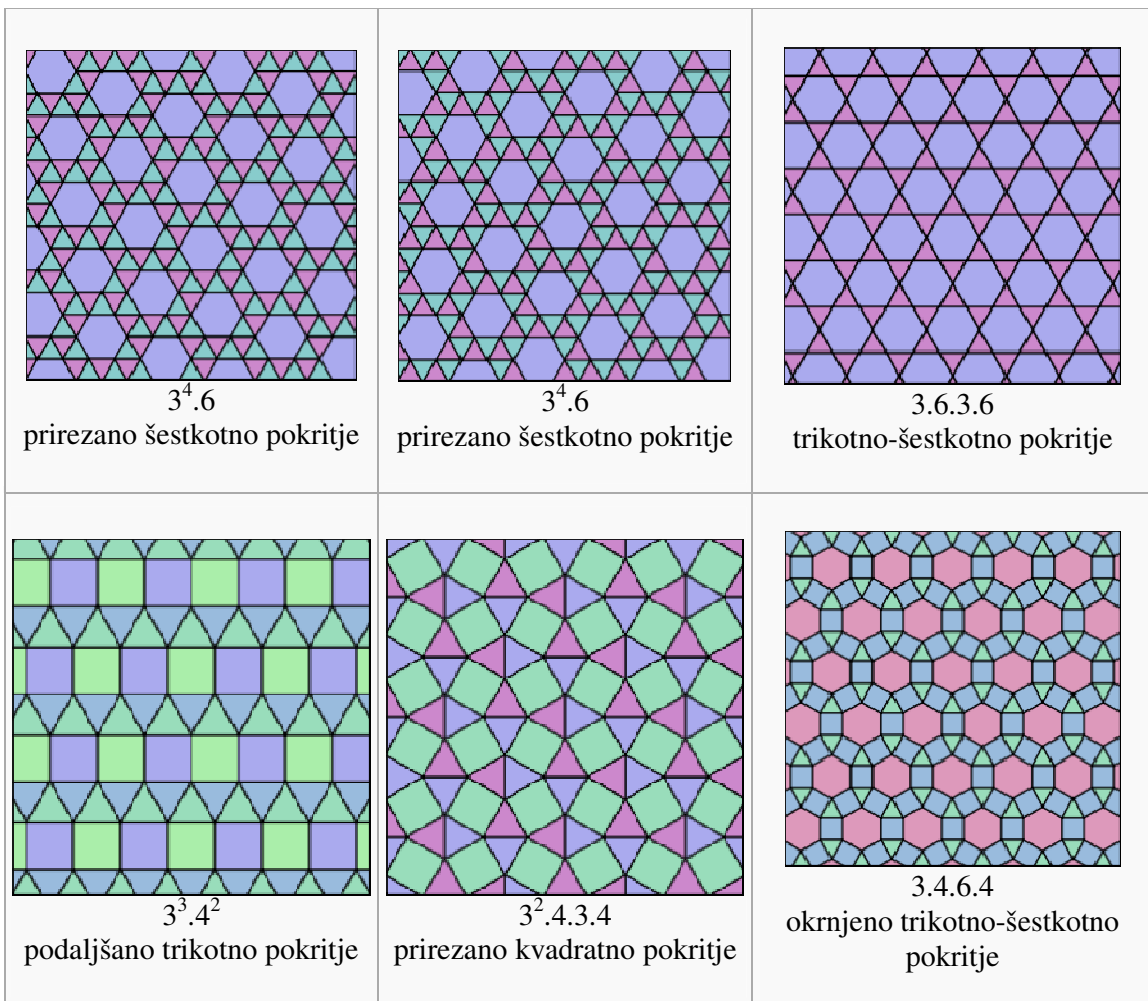 3⁴.6
prirezano šestkotno pokritje
3⁴.6
prirezano šestkotno pokritje
3.6.3.6
trikotno-šestkotno pokritje
3³.4²
podaljšano trikotno pokritje
3².4.3.4
prirezano kvadratno pokritje
3.4.6.4
okrnjeno trikotno-šestkotno
pokritje